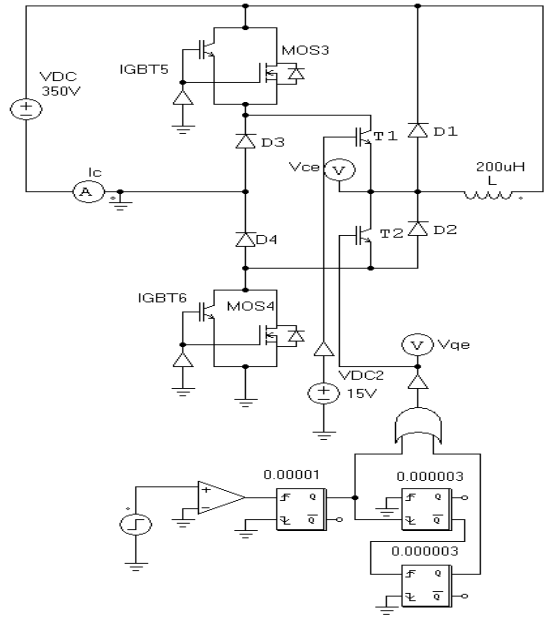 MOS3
IGBT5
VDC
350V
D3
T1
D1
Vce
V
200uH
L
Ic
A
T2
D2
D4
IGBT6
MOS4
V
Vqe
VDC2
15V
0.00001
0.000003
Q
Q
Q
Q
0.000003
Q
Q